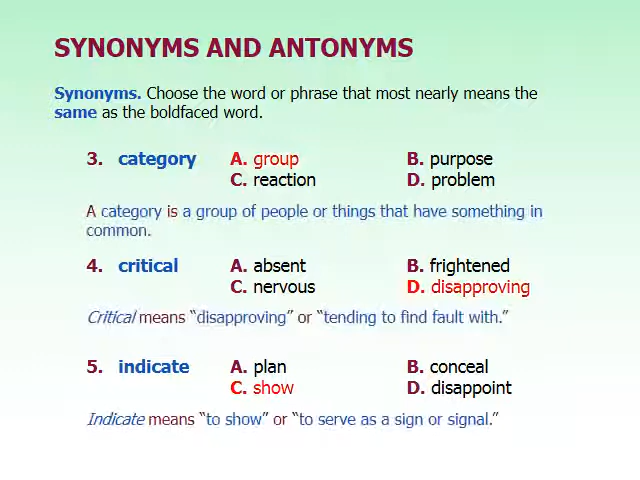 SYNONYMS AND ANTONYMS
Synonyms. Choose the word or phrase that most nearly means the
same as the boldfaced word.
3. category A. group B. purpose
C. reaction D. problem
A category is a group of people or things that have something in
common.
4. critical A. absent B. frightened
C. nervous D. disapproving
Critical means “disapproving” or “tending to find fault with.”
5. indicate A. plan B. conceal
C. show D. disappoint
Indicate means “to show” or “to serve as a sign or signal.”